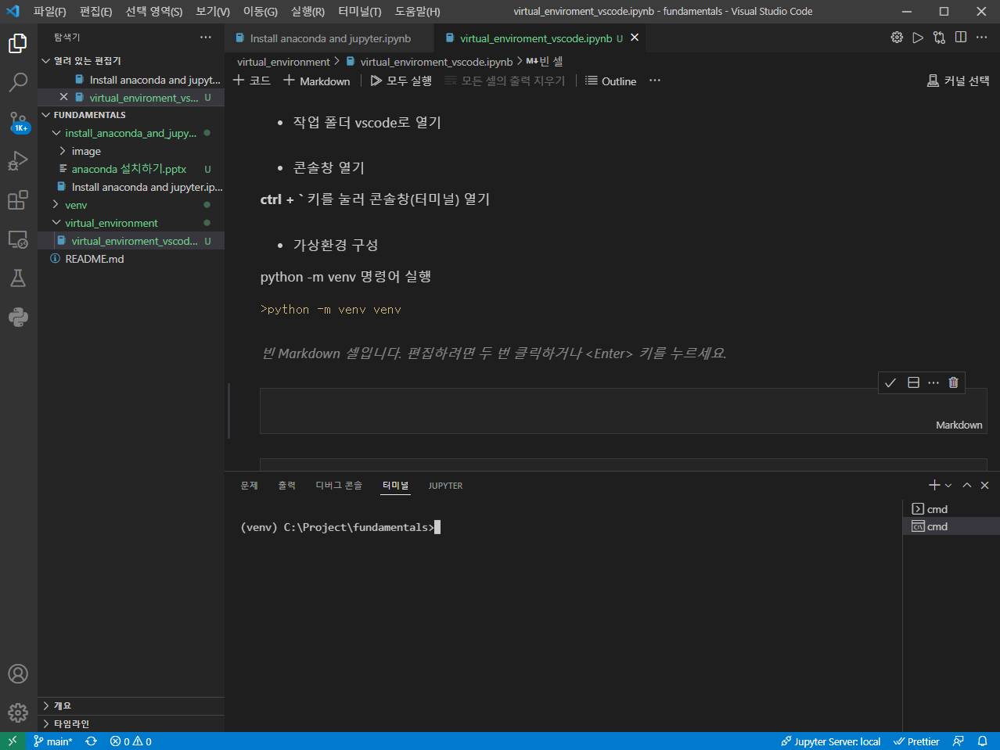 파일(F) 편집(E) 선택 영역(S) 보기(V) 이동(G) 실행(R) 터미널(T) 도움말(H) virtual_enviroment_vscode.ipynb - fundamentals - Visual Studio Code
탐색기
Install anaconda and jupyter.ipynb
virtual_enviroment_vscode.ipynb U
열려 있는 편집기
Install anaconda and jupyt...
virtual_enviroment_vs... U
FUNDAMENTALS
install_anaconda_and_jupy...
image
anaconda 설치하기.pptx U
Install anaconda and jupyter.ip...
venv
virtual_environment
virtual_enviroment_vscod... U
README.md
1K+
개요
타임라인
virtual_environment > virtual_enviroment_vscode.ipynb > M↓빈 셀
코드 Markdown 모두 실행 모든 셀의 출력 지우기 Outline ... 커널 선택
• 작업 폴더 vscode로 열기
• 콘솔창 열기
ctrl + ` 키를 눌러 콘솔창(터미널) 열기
• 가상환경 구성
python -m venv 명령어 실행
>python -m venv venv
빈 Markdown 셀입니다. 편집하려면 두 번 클릭하거나 <Enter> 키를 누르세요.
Markdown
문제 출력 디버그 콘솔 터미널 JUPYTER
(venv) C:\Project\fundamentals>
cmd
cmd
main* 0 0 Jupyter Server: local Prettier